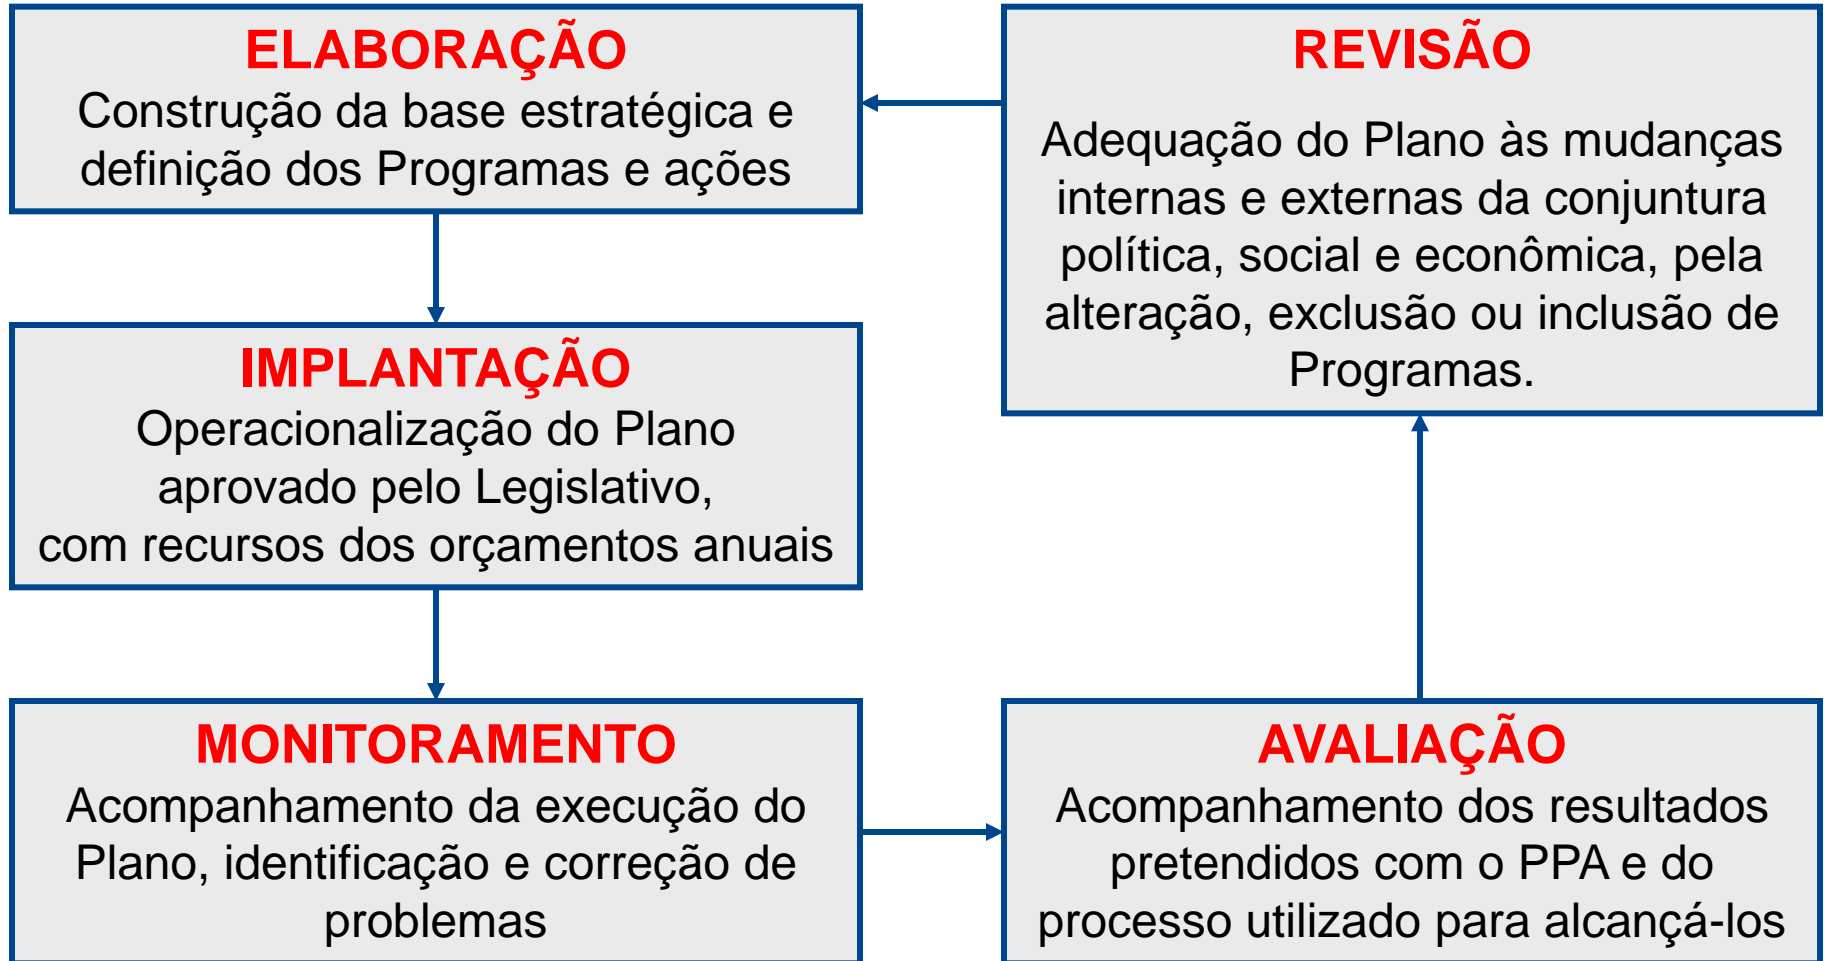 ELABORAÇÃO
Construção da base estratégica e
definição dos Programas e ações
IMPLANTAÇÃO
Operacionalização do Plano
aprovado pelo Legislativo,
com recursos dos orçamentos anuais
MONITORAMENTO
Acompanhamento da execução do
Plano, identificação e correção de
problemas
AVALIAÇÃO
Acompanhamento dos resultados
pretendidos com o PPA e do
processo utilizado para alcançá-los
REVISÃO
Adequação do Plano às mudanças
internas e externas da conjuntura
política, social e econômica, pela
alteração, exclusão ou inclusão de
Programas.